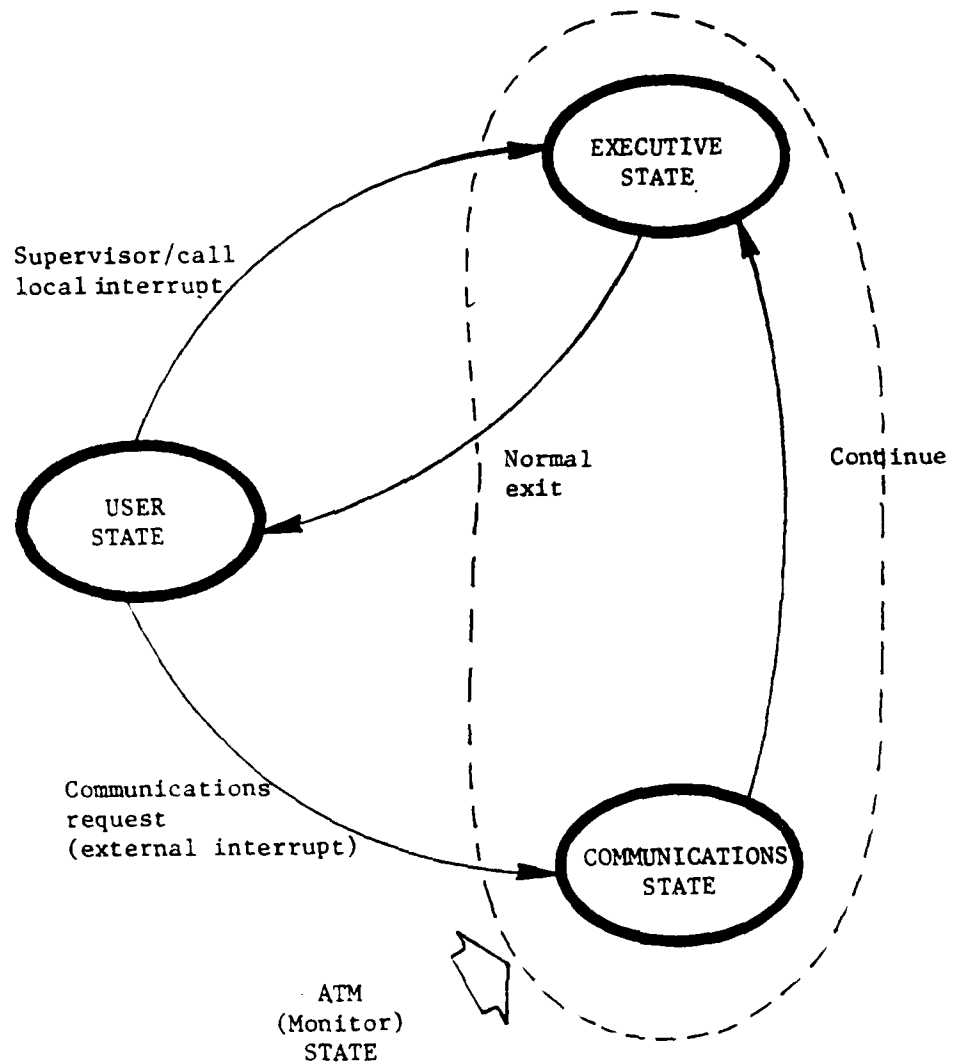 EXECUTIVE
STATE
Supervisor/call
local interrupt
Normal
exit
Continue
USER
STATE
Communications
request
(external interrupt)
COMMUNICATIONS
STATE
ATM
(Monitor)
STATE